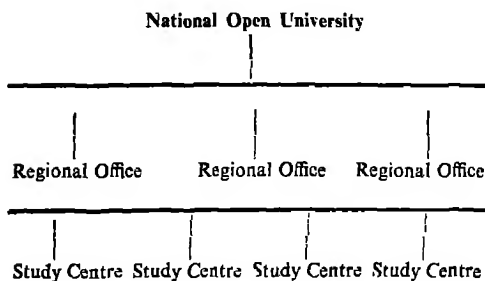 National Open University
Regional Office Regional Office Regional Office
Study Centre Study Centre Study Centre Study Centre